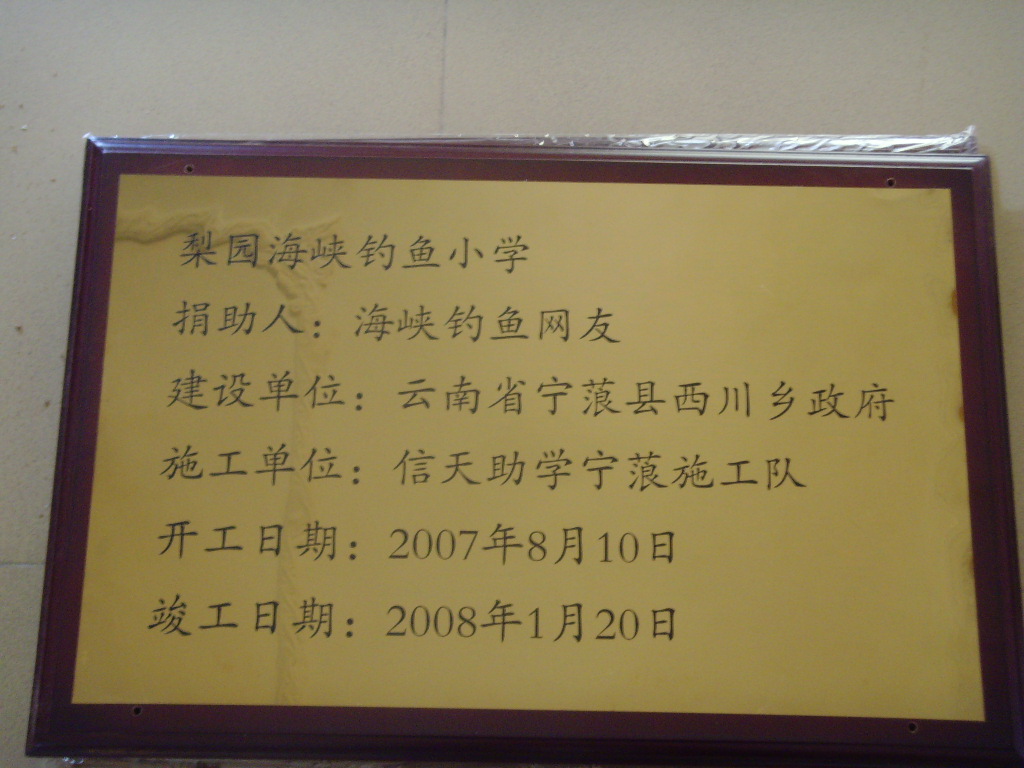 梨园海峡钓鱼小学
捐助人：海峡钓鱼网友
建设单位：云南省宁蒗县西川乡政府
施工单位：信天助学宁蒗施工队
开工日期：2007年8月10日
竣工日期：2008年1月20日